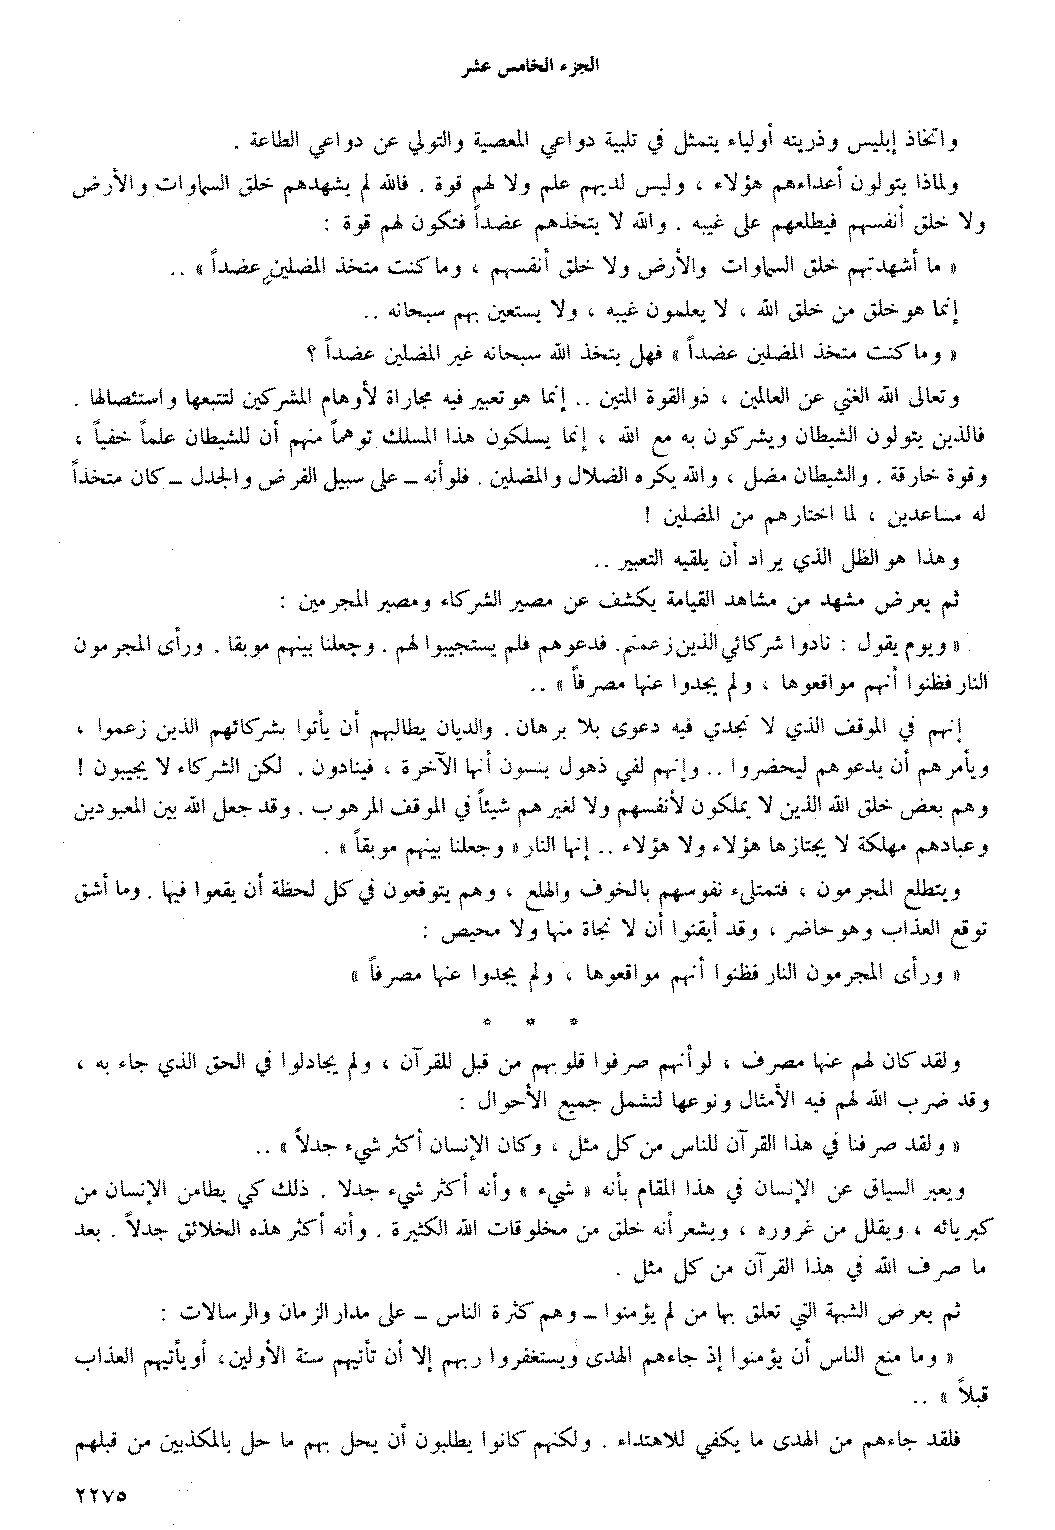 الجزء الخامس عشر
واتخاذ إبليس وذريته أولياء يتمثل في تلبية دواعي المعصية والتولي عن دواعي الطاعة .
ولماذا يتولون أعداءهم هؤلاء ، وليس لديهم علم ولا لهم قوة . فالله لم يشهدهم خلق السماوات والأرض
ولا خلق أنفسهم فيطلعهم على غيبه . والله لا يتخذهم عضداً فتكون لهم قوة :
« ما أشهدتهم خلق السماوات والأرض ولا خلق أنفسهم ، وما كنت متخذ المضلين عضداً » ..
إنما هو خلق من خلق الله ، لا يعلمون غيبه ، ولا يستعين بهم سبحانه ..
« وما كنت متخذ المضلين عضداً » فهل يتخذ الله سبحانه غير المضلين عضداً ؟
وتعالى الله الغني عن العالمين ، ذو القوة المتين .. إنما هو تعبير فيه مجاراة لأوهام المشركين لتتبعها واستئصالها .
فالذين يتولون الشيطان ويشركون به مع الله ، إنما يسلكون هذا المسلك توهماً منهم أن للشيطان علماً خفياً ،
وقوة خارقة . والشيطان مضل ، والله يكره الضلال والمضلين . فلو أنه – على سبيل الفرض والجدل – كان متخذاً
له مساعدين ، لما اختارهم من المضلين !
وهذا هو الظل الذي يراد أن يلقيه التعبير ..
ثم يعرض مشهد من مشاهد القيامة يكشف عن مصير الشركاء ومصير المجرمين :
« ويوم يقول : نادوا شركائي الذين زعمتم. فدعوهم فلم يستجيبوا لهم . وجعلنا بينهم موبقا . ورأى المجرمون
النار فظنوا أنهم مواقعوها ، ولم يجدوا عنها مصرفاً » ..
إنهم في الموقف الذي لا تجدي فيه دعوى بلا برهان . والديان يطالبهم أن يأتوا بشركائهم الذين زعموا ،
ويأمرهم أن يدعوهم ليحضروا .. وإنهم لفي ذهول ينسون أنها الآخرة ، فينادون . لكن الشركاء لا يجيبون !
وهم بعض خلق الله الذين لا يملكون لأنفسهم ولا لغيرهم شيئاً في الموقف المرهوب . وقد جعل الله بين المعبودين
وعبادهم مهلكة لا يجتازها هؤلاء ولا هؤلاء .. إنها النار « وجعلنا بينهم موبقاً » .
ويتطلع المجرمون ، فتمتلىء نفوسهم بالخوف والهلع ، وهم يتوقعون في كل لحظة أن يقعوا فيها . وما أشق
توقع العذاب وهو حاضر ، وقد أيقنوا أن لا نجاة منها ولا محيص :
« ورأى المجرمون النار فظنوا أنهم مواقعوها ، ولم يجدوا عنها مصرفاً »
* * *
ولقد كان لهم عنها مصرف ، لو أنهم صرفوا قلوبهم من قبل للقرآن ، ولم يجادلوا في الحق الذي جاء به ،
وقد ضرب الله لهم فيه الأمثال ونوعها لتشمل جميع الأحوال :
« ولقد صرفنا في هذا القرآن للناس من كل مثل ، وكان الإنسان أكثر شيء جدلاً » ..
ويعبر السياق عن الإنسان في هذا المقام بأنه « شيء » وأنه أكثر شيء جدلا . ذلك كي يطامن الإنسان من
كبريائه ، ويقلل من غروره ، ويشعر أنه خلق من مخلوقات الله الكثيرة . وأنه أكثر هذه الخلائق جدلاً . بعد
ما صرف الله في هذا القرآن من كل مثل .
ثم يعرض الشبهة التي تعلق بها من لم يؤمنوا – وهم كثرة الناس – على مدار الزمان والرسالات :
« وما منع الناس أن يؤمنوا إذ جاءهم الهدى ويستغفروا ربهم إلا أن تأتيهم سنة الأولين، أو يأتيهم العذاب
قبلاً » ..
فلقد جاءهم من الهدى ما يكفي للاهتداء . ولكنهم كانوا يطلبون أن يحل بهم ما حل بالمكذبين من قبلهم
٢٢٧٥